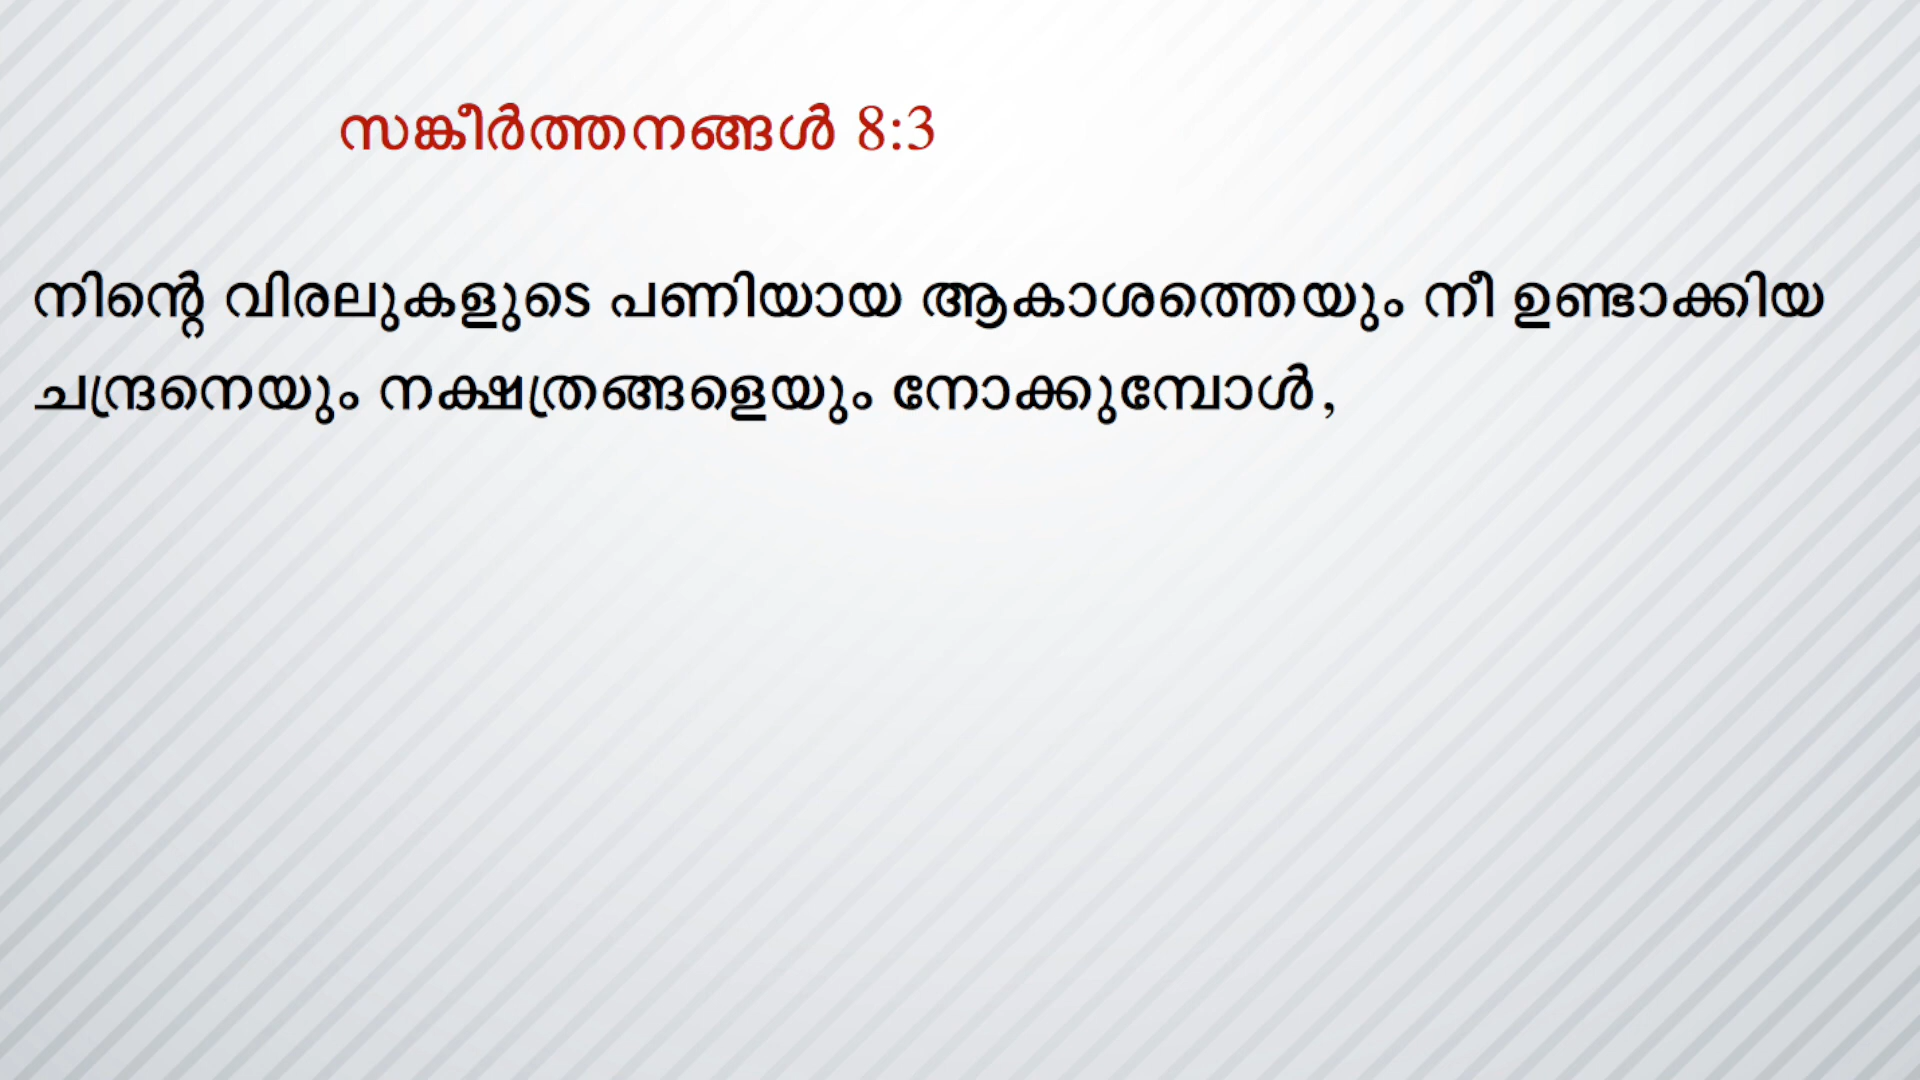 സങ്കീർത്തനങ്ങൾ 8:3
നിന്റെ വിരലുകളുടെ പണിയായ ആകാശത്തെയും നീ ഉണ്ടാക്കിയ
ചന്ദ്രനെയും നക്ഷത്രങ്ങളെയും നോക്കുമ്പോൾ,